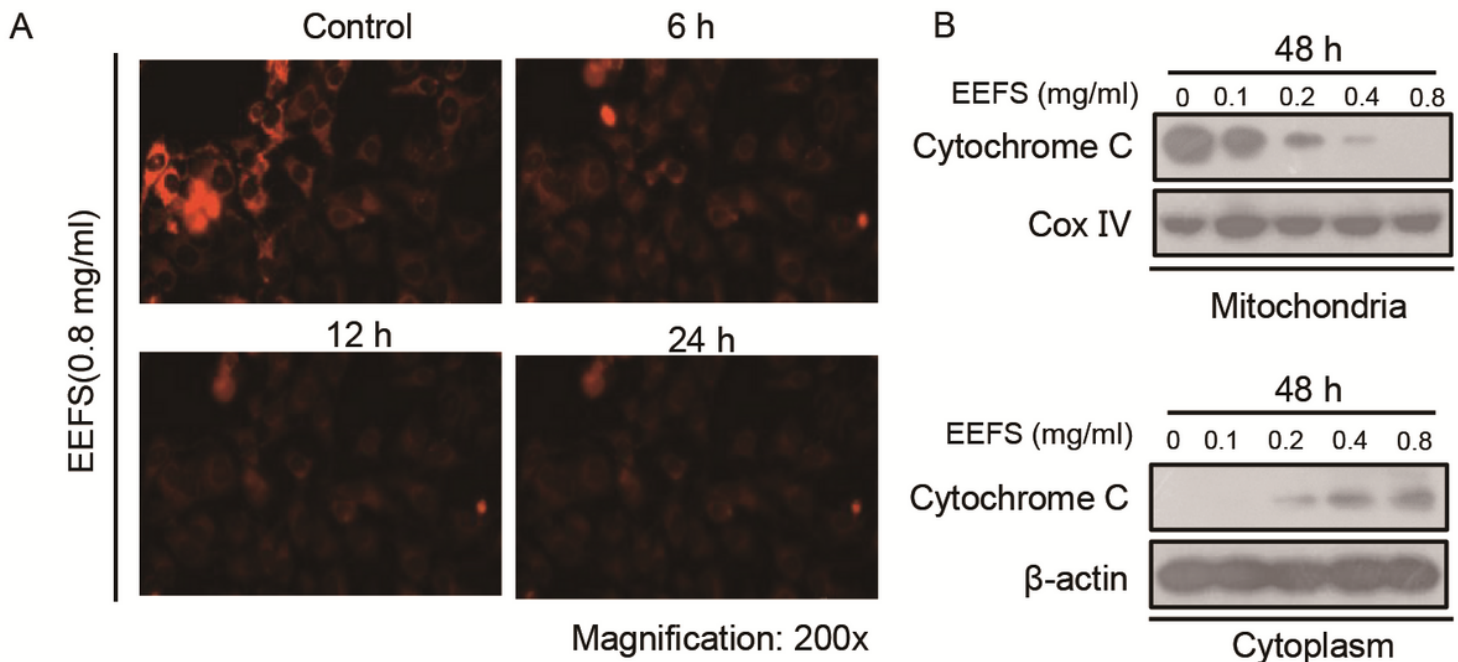 A
Control
6 h
EEFS(0.8 mg/ml)
12 h
24 h
Magnification: 200x
B
48 h
EEFS (mg/ml) 0 0.1 0.2 0.4 0.8
Cytochrome C
Cox IV
Mitochondria
48 h
EEFS (mg/ml) 0 0.1 0.2 0.4 0.8
Cytochrome C
β-actin
Cytoplasm